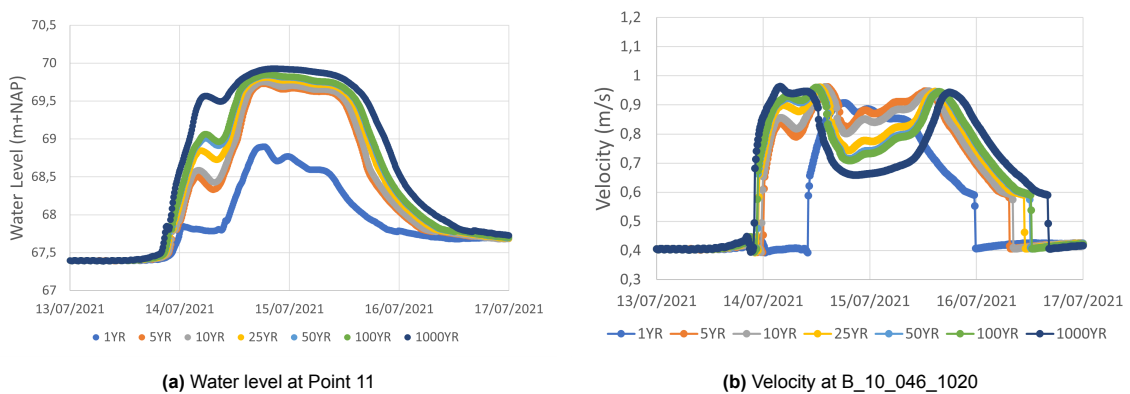 Water Level (m+NAP)
70,5
70
69,5
69
68,5
68
67,5
67
13/07/2021 14/07/2021 15/07/2021 16/07/2021 17/07/2021
1YR 5YR 10YR 25YR 50YR 100YR 1000YR
(a) Water level at Point 11
Velocity (m/s)
1,2
1,1
1
0,9
0,8
0,7
0,6
0,5
0,4
0,3
13/07/2021 14/07/2021 15/07/2021 16/07/2021 17/07/2021
1YR 5YR 10YR 25YR 50YR 100YR 1000YR
(b) Velocity at B_10_046_1020